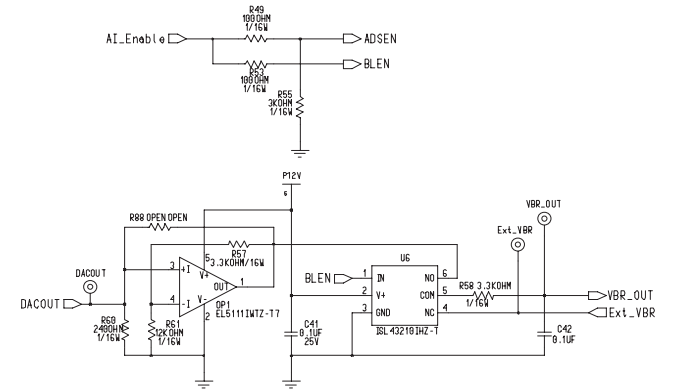 R49
100OHM
1/16W
AI_Enable
ADSEN
R53
100OHM
1/16W
BLEN
R55
3KOHM
1/16W
P12V
6
VBR_OUT
R88 OPEN OPEN
Ext_VBR
R57
3.3KOHM/16W
U6
DACOUT
3
+I
5
V+
OUT
1
BLEN
1
IN
NO
6
2
V+
COM
5
R58 3.3KOHM
1/16W
VBR_OUT
DACOUT
4
-I
V-
2
OP1
EL5111IWTZ-T7
3
GND
NC
4
Ext_VBR
ISL43210IHZ-T
R60
240OHM
1/16W
R61
12KOHM
1/16W
C41
0.1UF
25V
C42
0.1UF